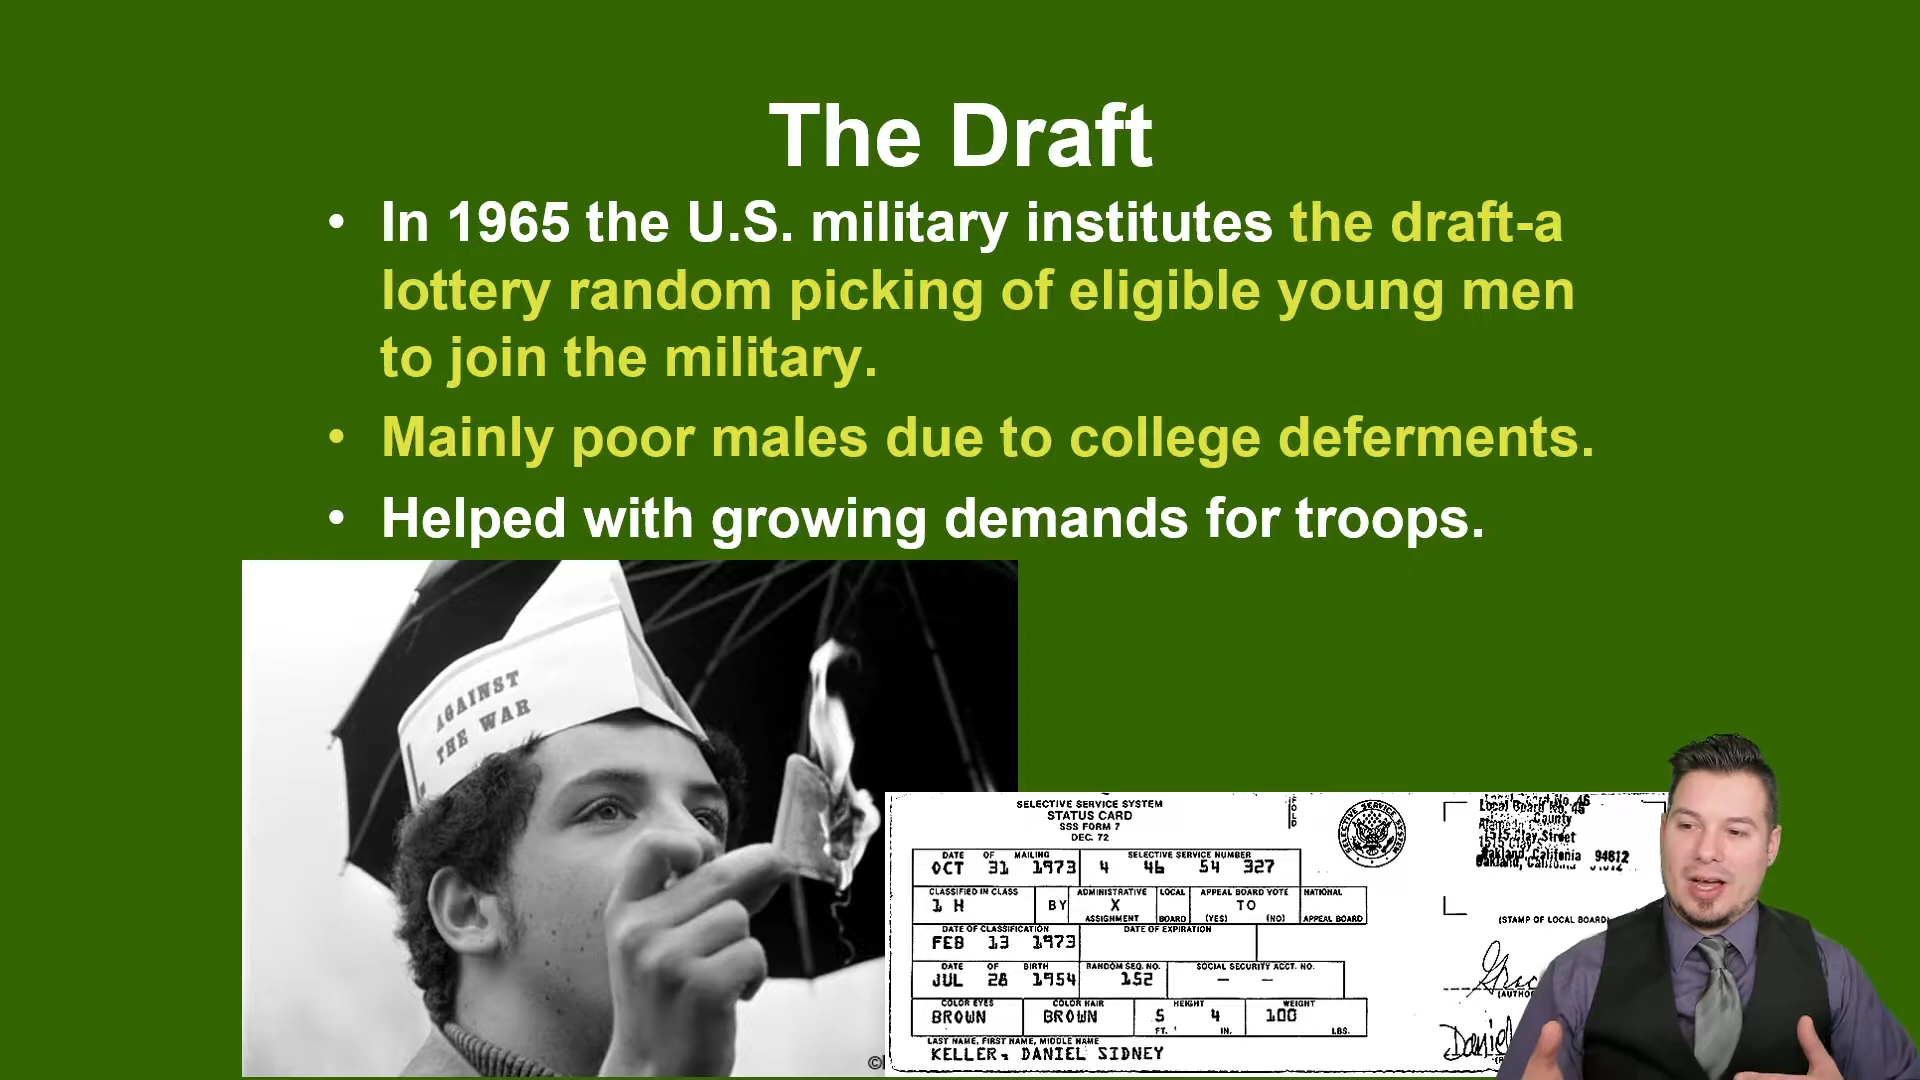 The Draft
• In 1965 the U.S. military institutes the draft-a
lottery random picking of eligible young men
to join the military.
• Mainly poor males due to college deferments.
• Helped with growing demands for troops.
AGAINST
THE WAR
SELECTIVE SERVICE SYSTEM
STATUS CARD
SSS FORM 7
DEC. 72
DATE OF MAILING SELECTIVE SERVICE NUMBER
OCT 31 1973 4 46 54 327
CLASSIFIED IN CLASS ADMINISTRATIVE LOCAL APPEAL BOARD VOTE NATIONAL
1 H BY X TO
ASSIGNMENT BOARD (YES) (NO) APPEAL BOARD
DATE OF CLASSIFICATION DATE OF EXPIRATION
FEB 13 1973
DATE OF BIRTH RANDOM SEQ. NO. SOCIAL SECURITY ACCT. NO.
JUL 28 1954 152 — —
COLOR EYES COLOR HAIR HEIGHT WEIGHT
BROWN BROWN 5 4 100
FT. IN. LBS.
LAST NAME, FIRST NAME, MIDDLE NAME
KELLER, DANIEL SIDNEY
FOLD
SELECTIVE SERVICE SYSTEM
Local Board No. 46
County
1515 Clay Street
Oakland, California 94612
(STAMP OF LOCAL BOARD)
©